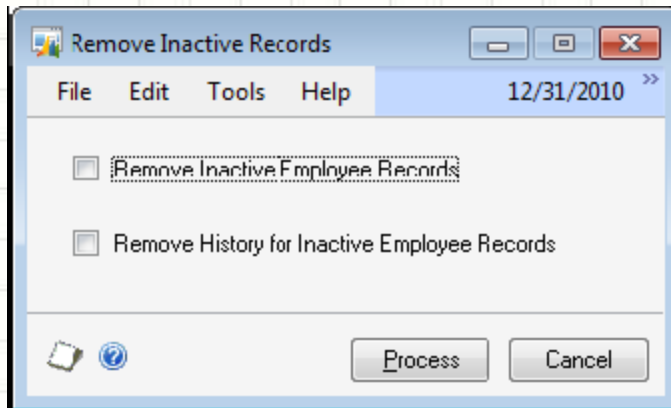 Remove Inactive Records
File Edit Tools Help 12/31/2010 »
Remove Inactive Employee Records
Remove History for Inactive Employee Records
Process Cancel